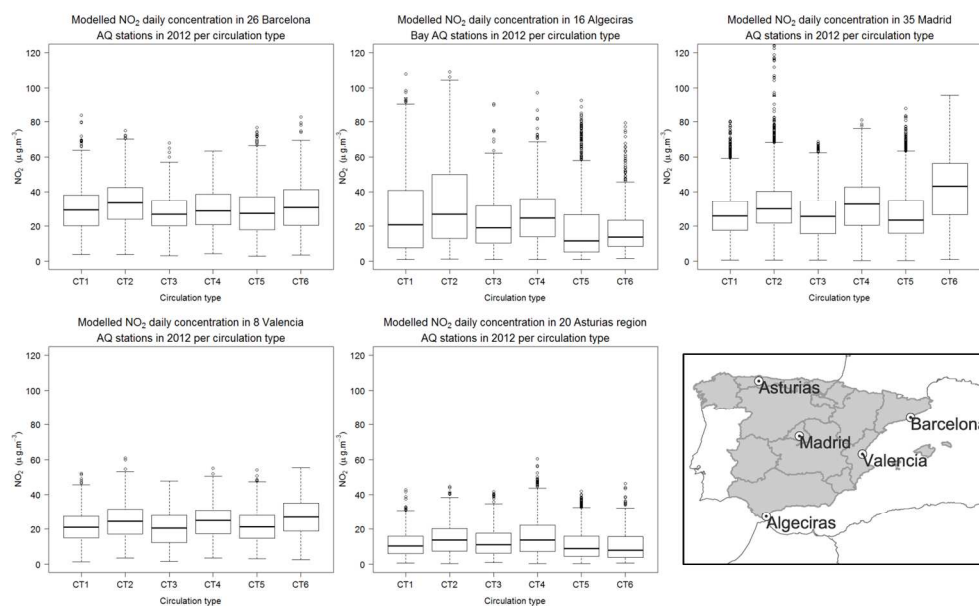 Modelled NO₂ daily concentration in 26 Barcelona
AQ stations in 2012 per circulation type
NO₂ (µg.m⁻³)
120
100
80
60
40
20
0
CT1 CT2 CT3 CT4 CT5 CT6
Circulation type
Modelled NO₂ daily concentration in 16 Algeciras
Bay AQ stations in 2012 per circulation type
NO₂ (µg.m⁻³)
120
100
80
60
40
20
0
CT1 CT2 CT3 CT4 CT5 CT6
Circulation type
Modelled NO₂ daily concentration in 35 Madrid
AQ stations in 2012 per circulation type
NO₂ (µg.m⁻³)
120
100
80
60
40
20
0
CT1 CT2 CT3 CT4 CT5 CT6
Circulation type
Modelled NO₂ daily concentration in 8 Valencia
AQ stations in 2012 per circulation type
NO₂ (µg.m⁻³)
120
100
80
60
40
20
0
CT1 CT2 CT3 CT4 CT5 CT6
Circulation type
Modelled NO₂ daily concentration in 20 Asturias region
AQ stations in 2012 per circulation type
NO₂ (µg.m⁻³)
120
100
80
60
40
20
0
CT1 CT2 CT3 CT4 CT5 CT6
Circulation type
Asturias
Barcelona
Madrid
Valencia
Algeciras